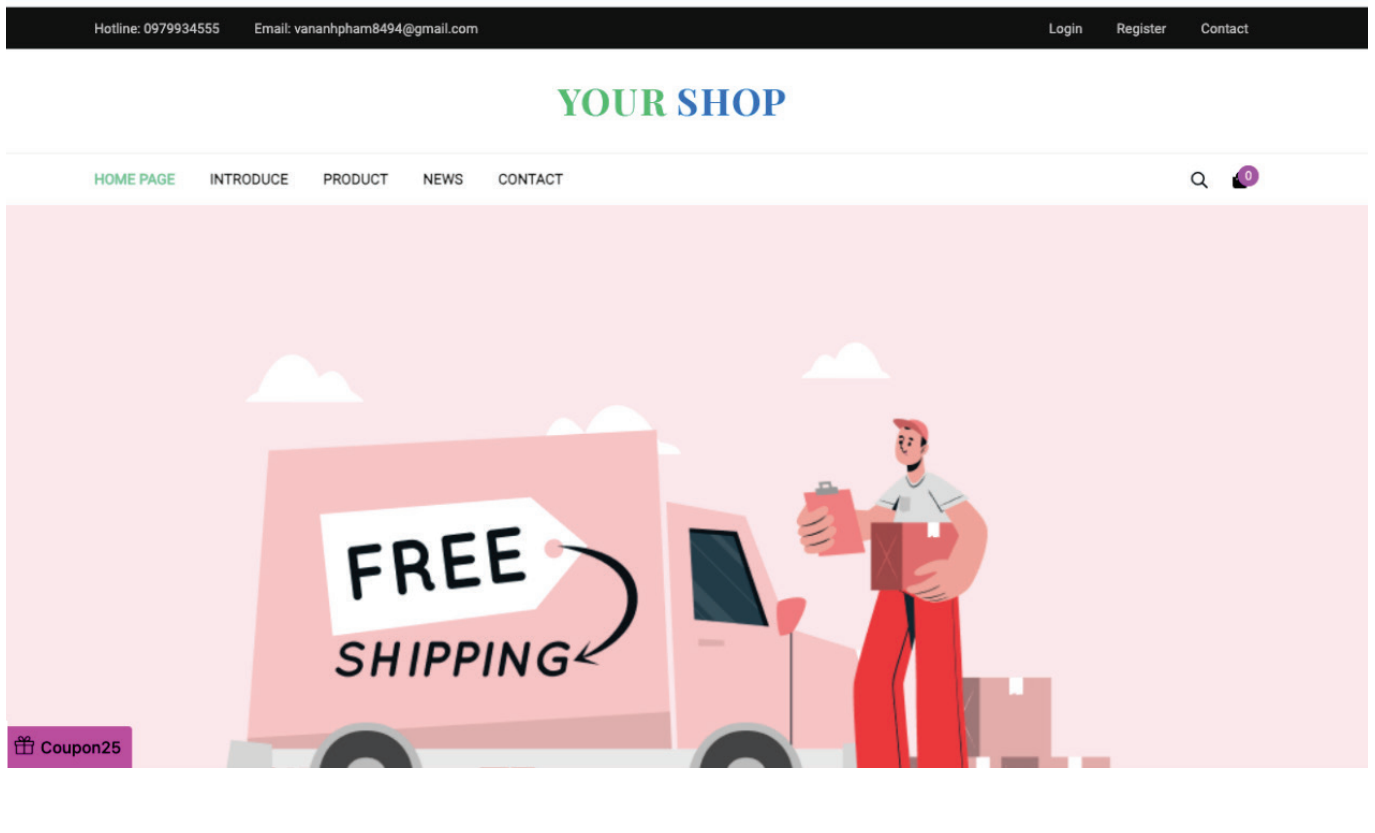 Hotline: 0979934555 Email: vananhpham8494@gmail.com Login Register Contact
YOUR SHOP
HOME PAGE INTRODUCE PRODUCT NEWS CONTACT 0
FREE
SHIPPING
Coupon25